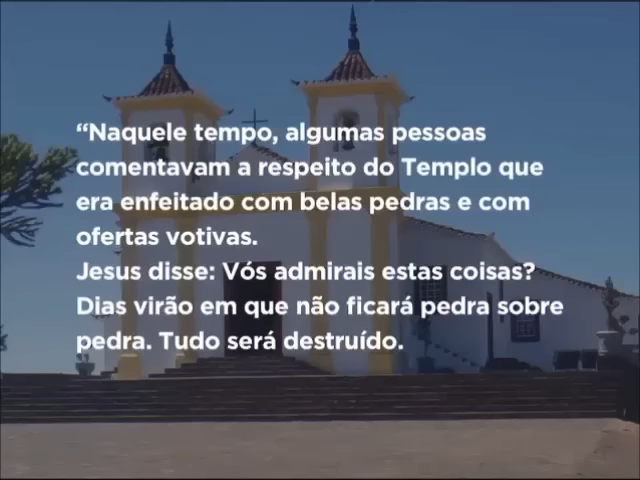 “Naquele tempo, algumas pessoas
comentavam a respeito do Templo que
era enfeitado com belas pedras e com
ofertas votivas.
Jesus disse: Vós admirais estas coisas?
Dias virão em que não ficará pedra sobre
pedra. Tudo será destruído.